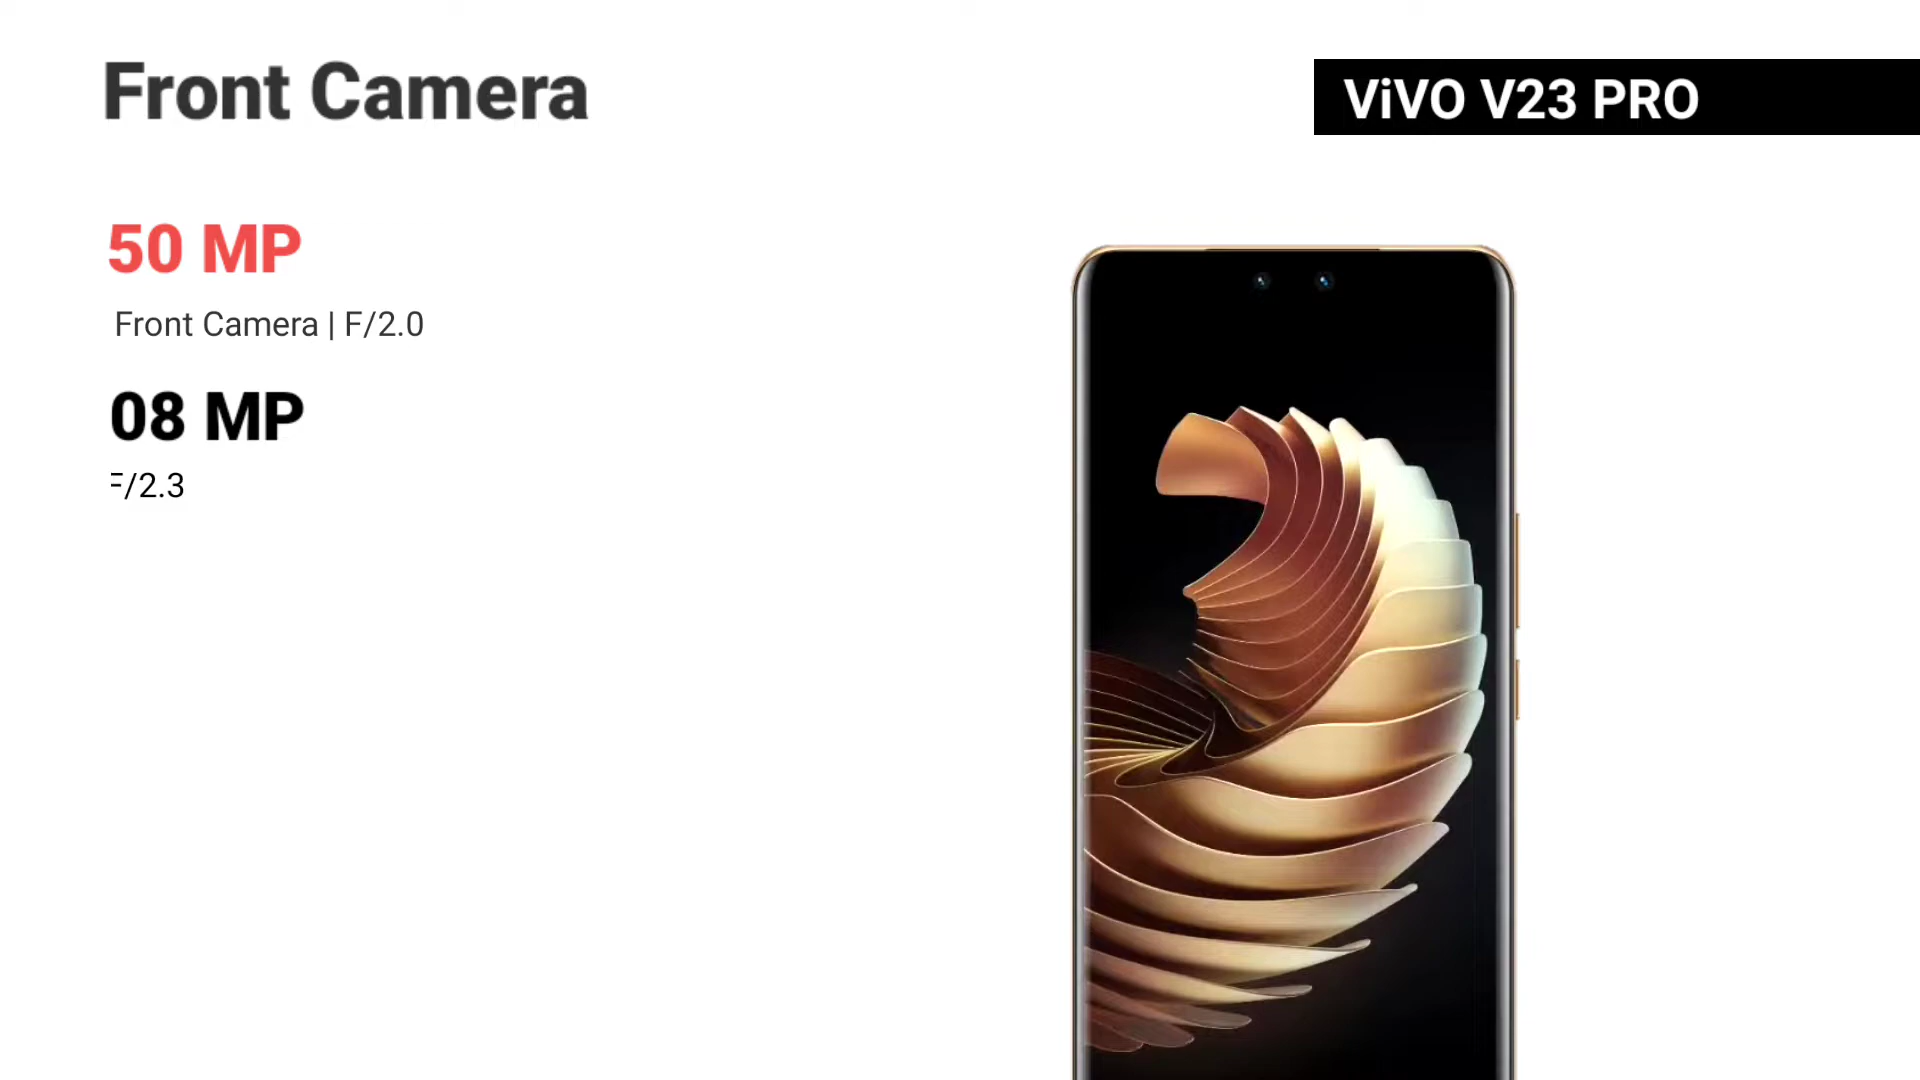 Front Camera
ViVO V23 PRO
50 MP
Front Camera | F/2.0
08 MP
F/2.3